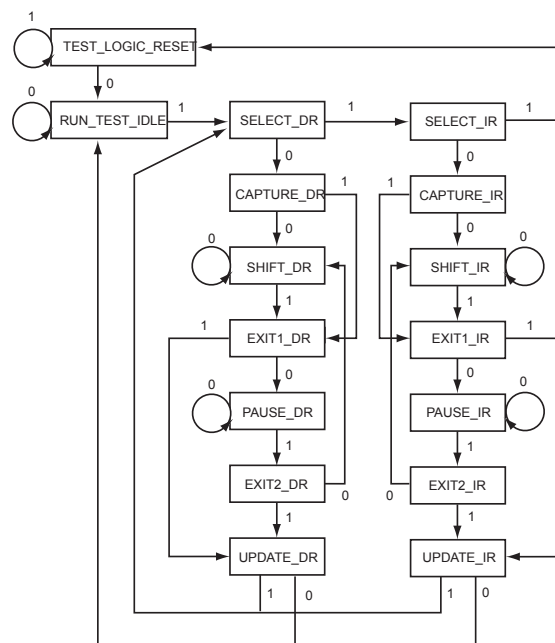 1
TEST_LOGIC_RESET
0
0
RUN_TEST_IDLE
1
SELECT_DR
1
SELECT_IR
1
0
0
CAPTURE_DR
1
1
CAPTURE_IR
0
0
0
SHIFT_DR
SHIFT_IR
0
1
1
1
EXIT1_DR
EXIT1_IR
1
0
0
0
PAUSE_DR
PAUSE_IR
0
1
1
EXIT2_DR
0
0
EXIT2_IR
1
1
UPDATE_DR
UPDATE_IR
1
0
1
0